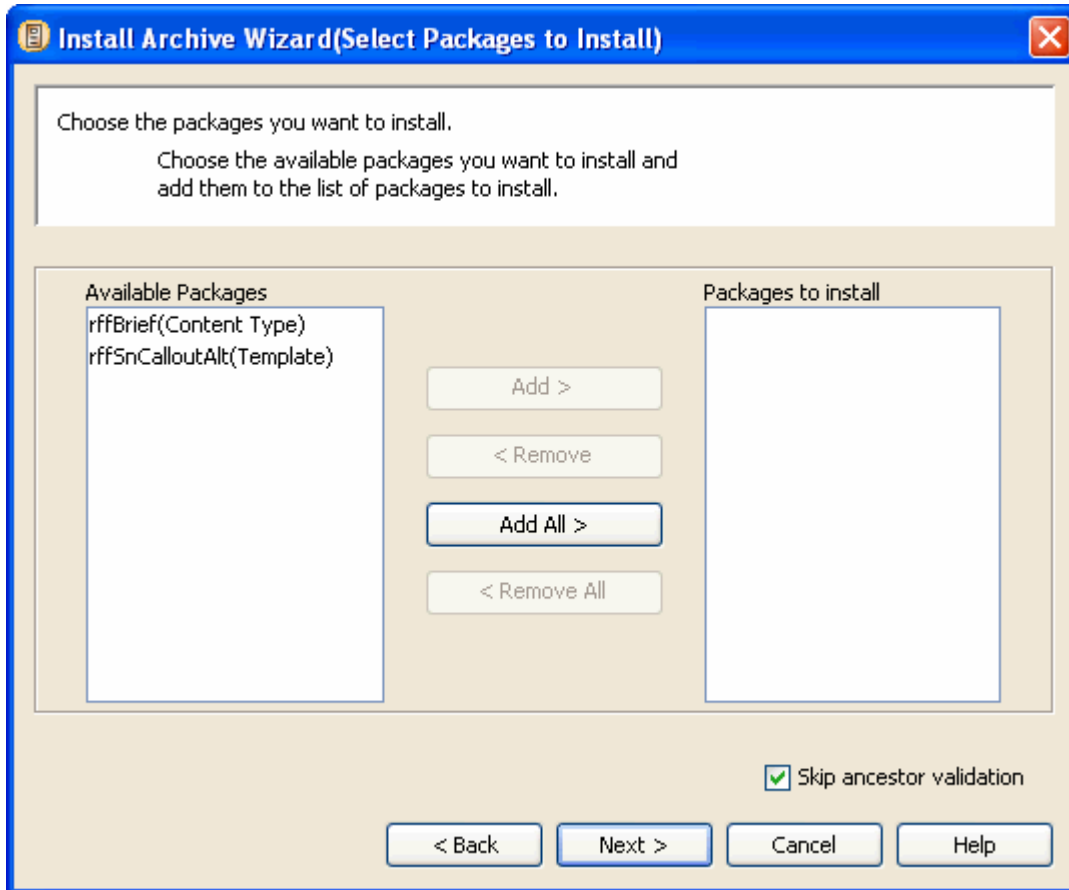 Install Archive Wizard(Select Packages to Install)
Choose the packages you want to install.
Choose the available packages you want to install and
add them to the list of packages to install.
Available Packages
rffBrief(Content Type)
rffSnCalloutAlt(Template)
Add >
< Remove
Add All >
< Remove All
Packages to install
Skip ancestor validation
< Back
Next >
Cancel
Help